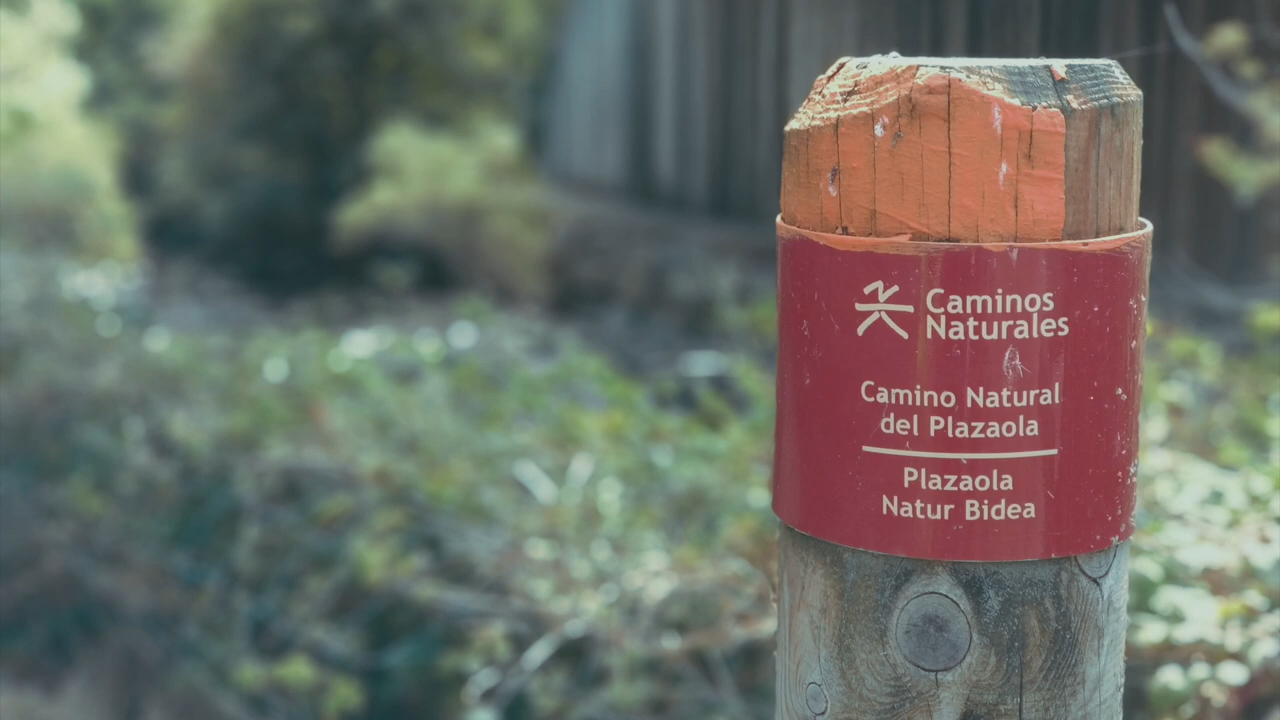 Caminos
Naturales
Camino Natural
del Plazaola
Plazaola
Natur Bidea